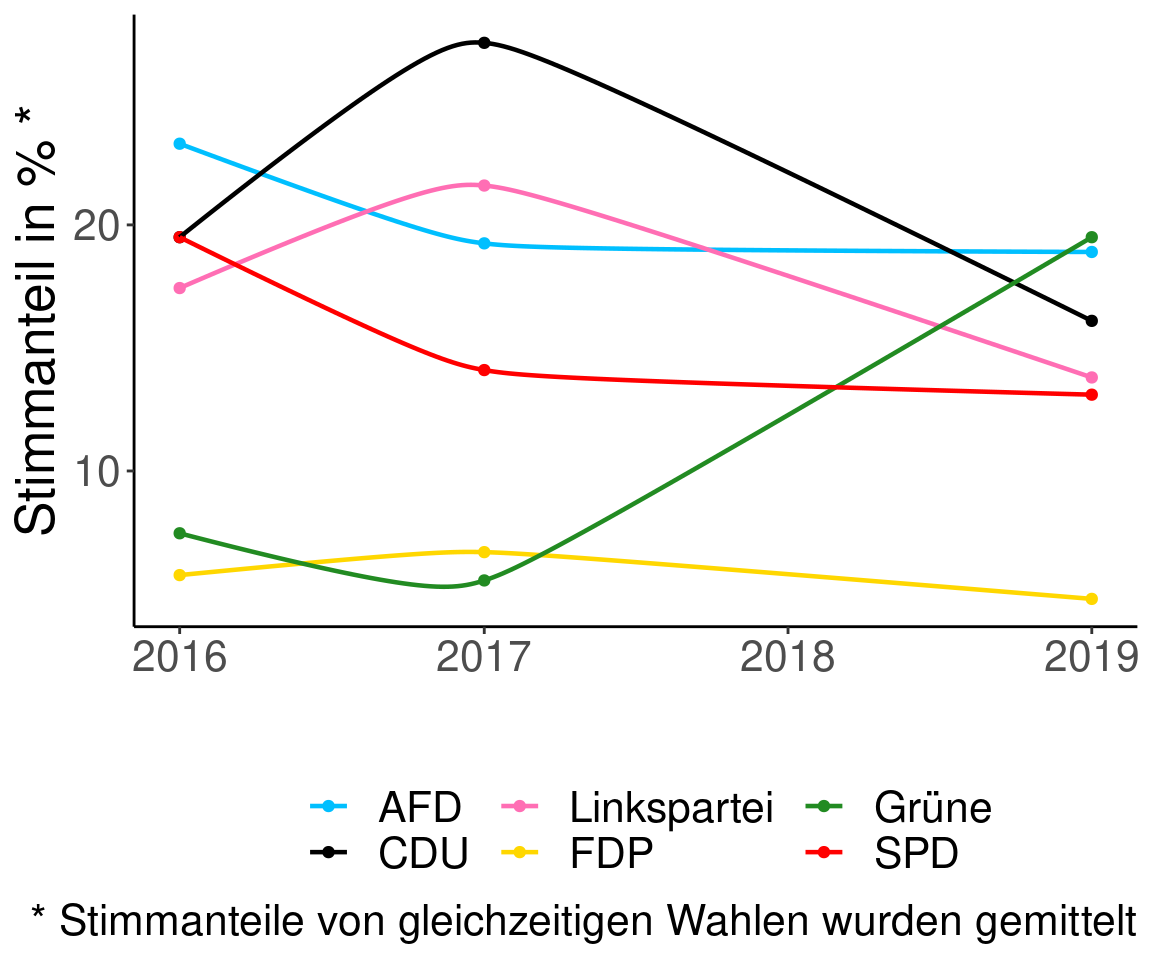 Stimmanteil in % *
20
10
2016 2017 2018 2019
AFD Linkspartei Grüne
CDU FDP SPD
* Stimmanteile von gleichzeitigen Wahlen wurden gemittelt